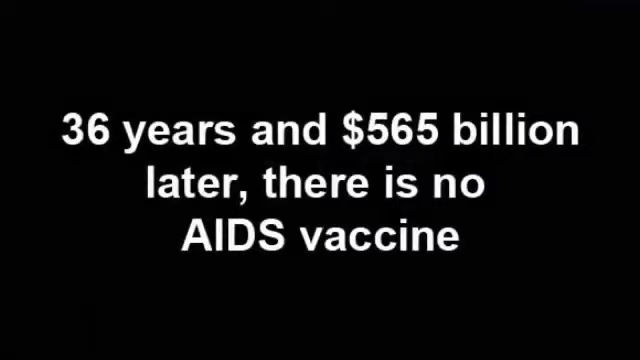 36 years and $565 billion
later, there is no
AIDS vaccine